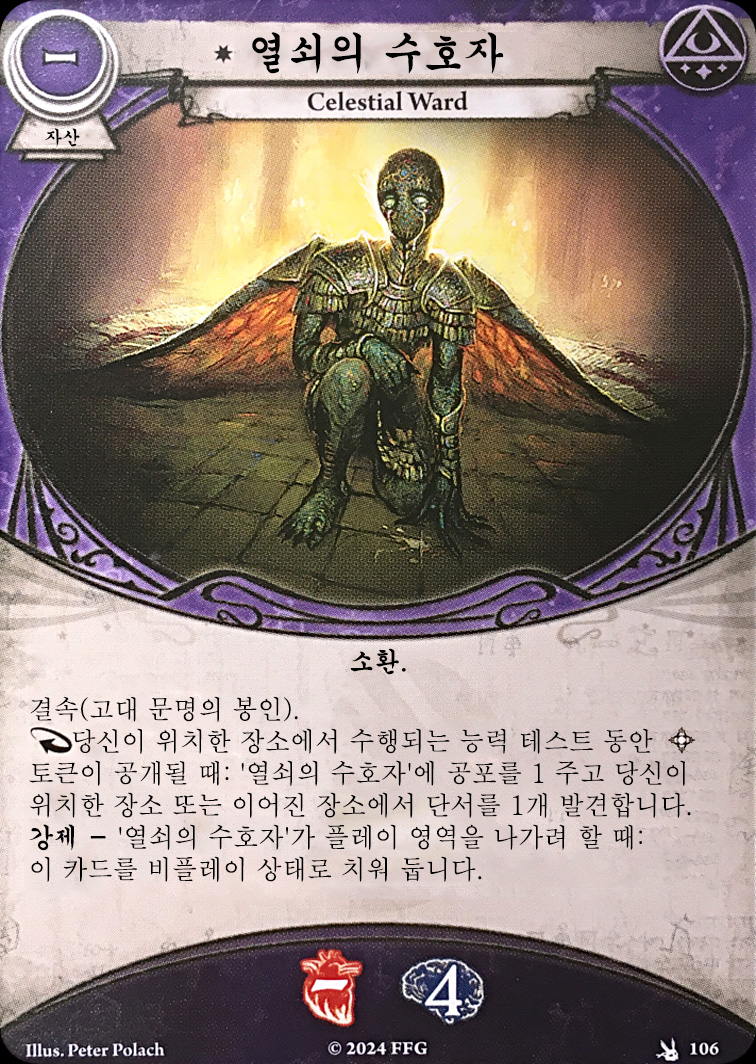 열쇠의 수호자
Celestial Ward
자산
소환.
결속(고대 문명의 봉인).
당신이 위치한 장소에서 수행되는 능력 테스트 동안
토큰이 공개될 때: '열쇠의 수호자'에 공포를 1 주고 당신이
위치한 장소 또는 이어진 장소에서 단서를 1개 발견합니다.
강제 – '열쇠의 수호자'가 플레이 영역을 나가려 할 때:
이 카드를 비플레이 상태로 치워 둡니다.
–
4
Illus. Peter Polach
© 2024 FFG
106